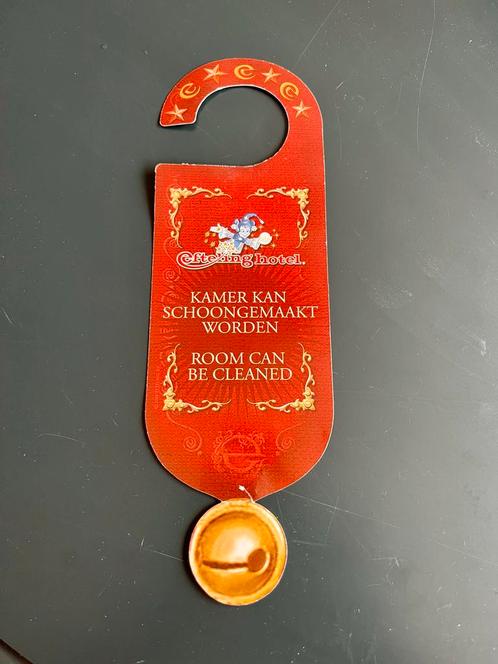 efteling hotel
KAMER KAN
SCHOONGEMAAKT
WORDEN
ROOM CAN
BE CLEANED